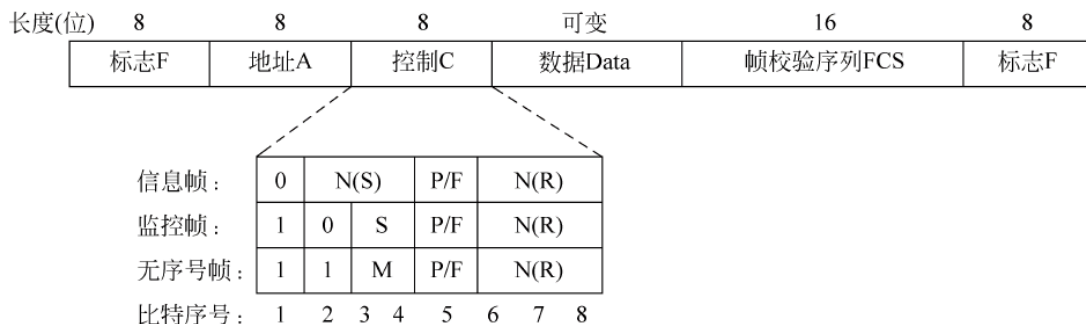 长度(位) 8 8 8 可变 16 8
标志F 地址A 控制C 数据Data 帧校验序列FCS 标志F
信息帧： 0 N(S) P/F N(R)
监控帧： 1 0 S P/F N(R)
无序号帧： 1 1 M P/F N(R)
比特序号： 1 2 3 4 5 6 7 8